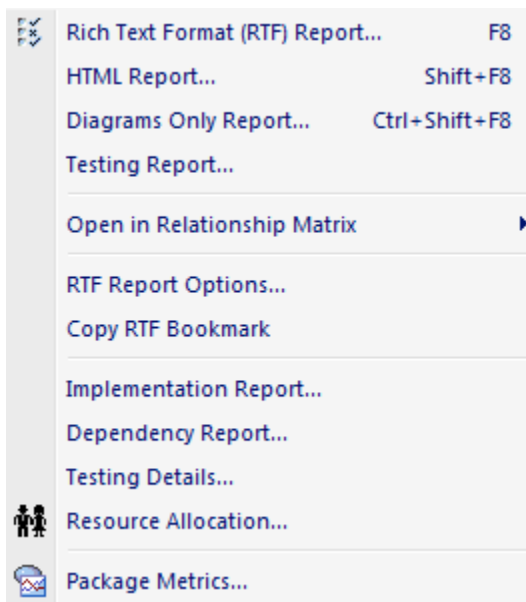 Rich Text Format (RTF) Report... F8
HTML Report... Shift+F8
Diagrams Only Report... Ctrl+Shift+F8
Testing Report...
Open in Relationship Matrix
RTF Report Options...
Copy RTF Bookmark
Implementation Report...
Dependency Report...
Testing Details...
Resource Allocation...
Package Metrics...